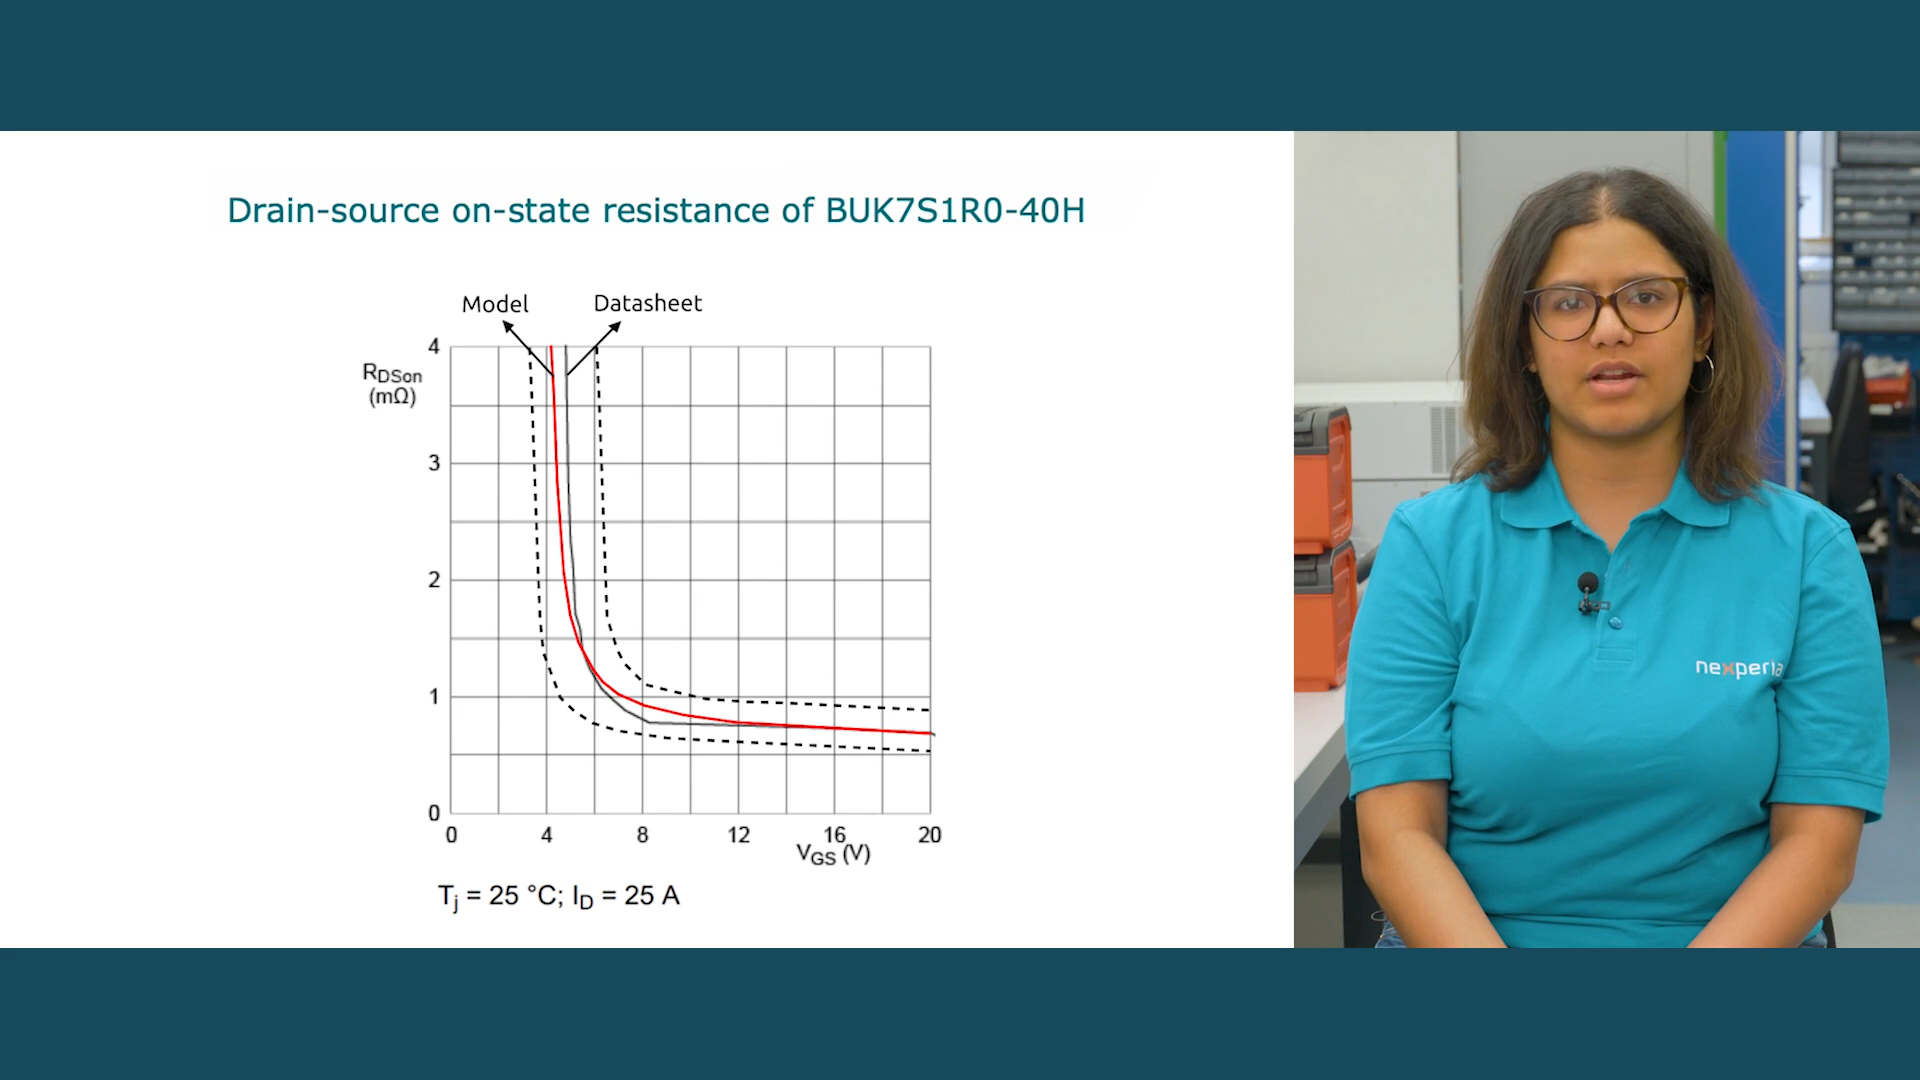 Drain-source on-state resistance of BUK7S1R0-40H
Model
Datasheet
4
RDSon
(mΩ)
3
2
1
0
0 4 8 12 16 20
VGS (V)
Tj = 25 °C; ID = 25 A
nexperia